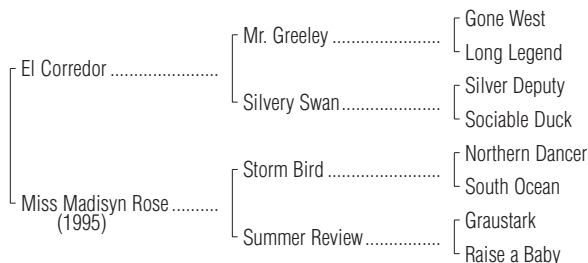 Gone West
Mr. Greeley ........................
Long Legend
El Corredor ........................
Silver Deputy
Silvery Swan ......................
Sociable Duck
Northern Dancer
Storm Bird .........................
South Ocean
Miss Madisyn Rose ..........
(1995)
Graustark
Summer Review ................
Raise a Baby